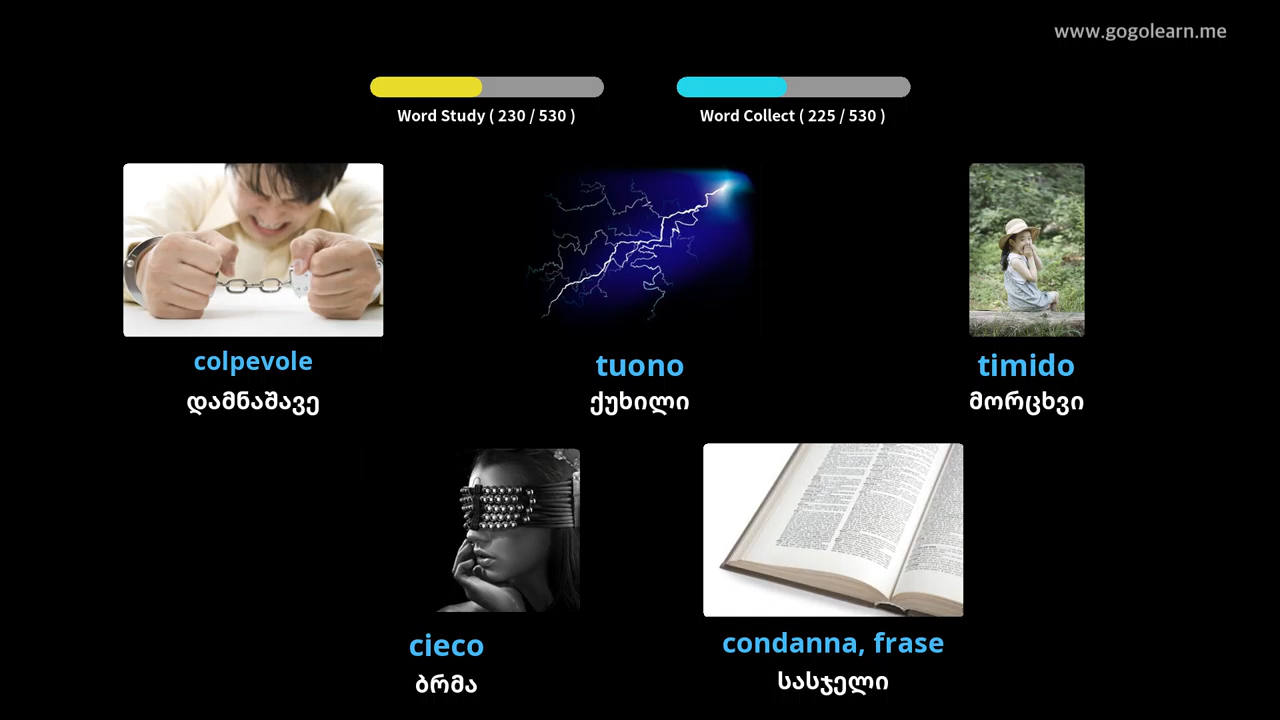 www.gogolearn.me
Word Study ( 230 / 530 )
Word Collect ( 225 / 530 )
colpevole
დამნაშავე
tuono
ქუხილი
timido
მორცხვი
cieco
ბრმა
condanna, frase
სასჯელი